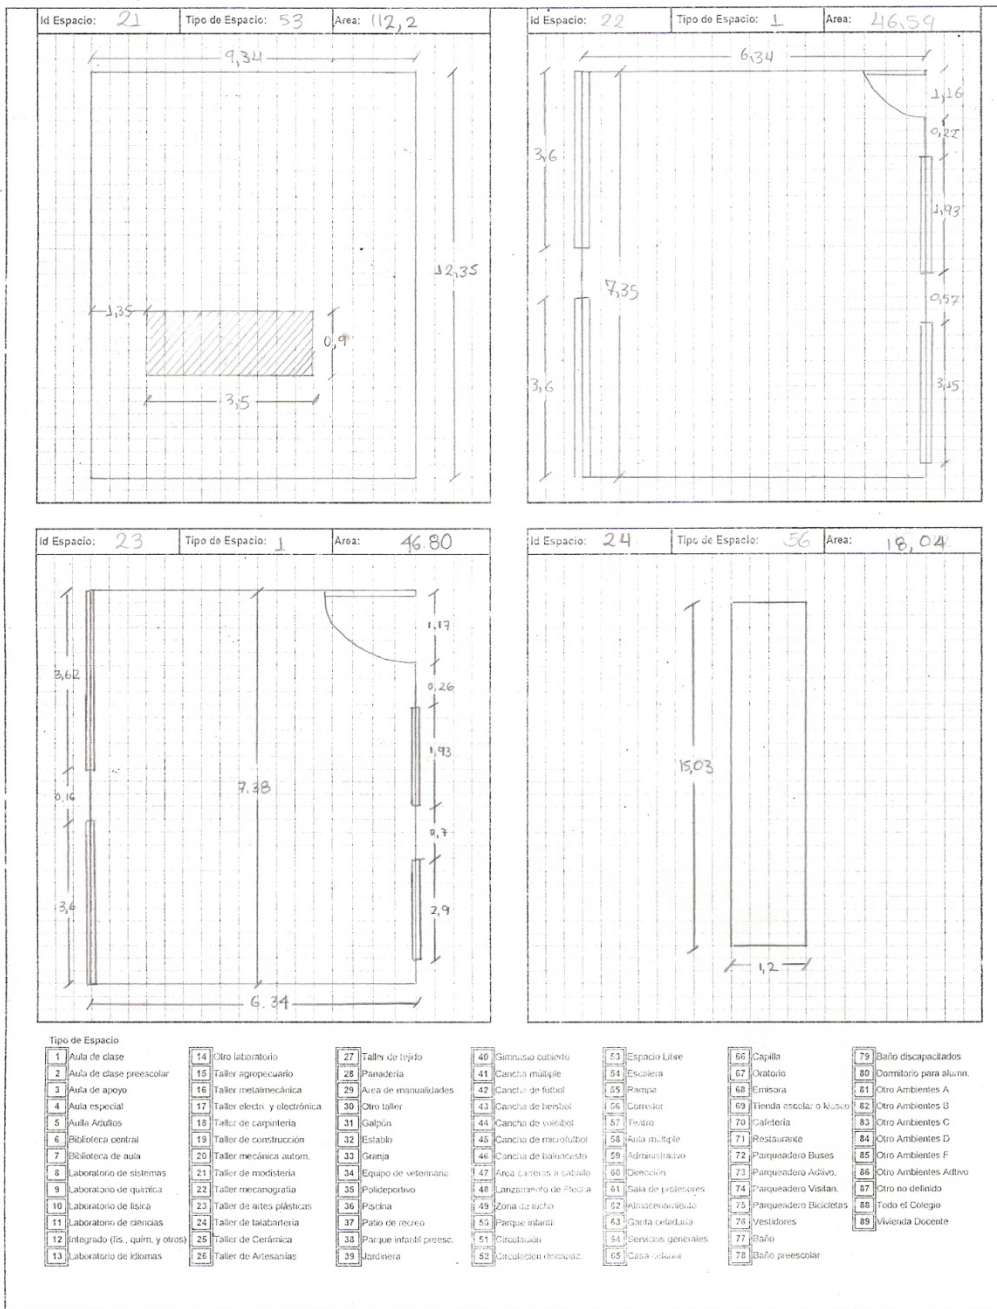 Id Espacio: 21 Tipo de Espacio: 53 Area: 112,2
9,34
12,35
1,35
0,9
3,5
Id Espacio: 22 Tipo de Espacio: 1 Area: 46,59
6,34
1,16
0,22
3,6
1,93
7,35
0,57
3,6
3,15
Id Espacio: 23 Tipo de Espacio: 1 Area: 46.80
1,17
3,62
0,26
1,93
7.38
0,16
0,7
3,6
2,9
6.34
Id Espacio: 24 Tipo de Espacio: 56 Area: 18,04
15,03
1,2
Tipo de Espacio
1 Aula de clase
2 Aula de clase preescolar
3 Aula de apoyo
4 Aula especial
5 Aulla Adultos
6 Biblioteca central
7 Biblioteca de aula
8 Laboratorio de sistemas
9 Laboratorio de quimica
10 Laboratorio de fisica
11 Laboratorio de ciencias
12 Integrado (fis., quim, y otros)
13 Laboratorio de idiomas
14 Otro laboratorio
15 Taller agropecuario
16 Taller metalmecánica
17 Taller electri. y electrónica
18 Taller de carpintería
19 Taller de construcción
20 Taller mecánica autom.
21 Taller de modistería
22 Taller mecanografia
23 Taller de artes plásticas
24 Taller de talabartería
25 Taller de Cerámica
26 Taller de Artesanías
27 Taller de tejido
28 Panadería
29 Area de manualidades
30 Otro taller
31 Galpón
32 Establo
33 Granja
34 Equipo de veterinaria
35 Polideportivo
36 Piscina
37 Patio de recreo
38 Parque infantil preesc.
39 Jardinera
40 Gimnasio cubierto
41 Cancha múltiple
42 Cancha de fútbol
43 Cancha de beisbol
44 Cancha de voleibol
45 Cancha de microfutbol
46 Cancha de baloncesto
47 Area carreras a caballo
48 Lanzamiento de Flecha
49 Zona de lucha
50 Parque infantil
51 Circulación
52 Circulación discapac.
53 Espacio Libre
54 Escalera
55 Rampa
56 Corredor
57 Teatro
58 Aula múltiple
59 Administrativo
60 Dirección
61 Sala de profesores
62 Almacenamiento
63 Garita celaduría
64 Servicios generales
65 Casa
66 Capilla
67 Oratorio
68 Emisora
69 Tienda escolar o kiosco
70 Cafeteria
71 Restaurante
72 Parqueadero Buses
73 Parqueadero Adtivo.
74 Parqueadero Visitan.
75 Parqueadero Bicicletas
76 Vestidores
77 Baño
78 Baño preescolar
79 Baño discapacitados
80 Dormitorio para alumn.
81 Otro Ambientes A
82 Otro Ambientes B
83 Otro Ambientes C
84 Otro Ambientes D
85 Otro Ambientes F
86 Otro Ambientes Adtivo
87 Otro no definido
88 Todo el Colegio
89 Vivienda Docente